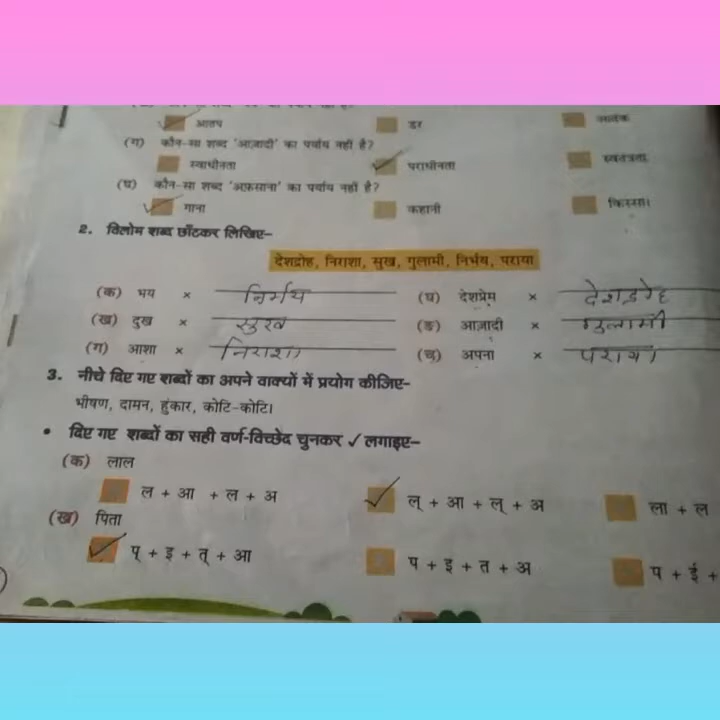 आतप डर आतंक
(ग) कौन-सा शब्द 'आज़ादी' का पर्याय नहीं है?
स्वाधीनता ✓ पराधीनता स्वतंत्रता
(घ) कौन-सा शब्द 'अफ़साना' का पर्याय नहीं है?
✓ गाना कहानी किस्सा।
2. विलोम शब्द छाँटकर लिखिए–
देशद्रोह, निराशा, सुख, गुलामी, निर्भय, पराया
(क) भय × निर्भय (घ) देशप्रेम × देशद्रोह
(ख) दुख × सुख (ङ) आज़ादी × गुलामी
(ग) आशा × निराशा (च) अपना × पराया
3. नीचे दिए गए शब्दों का अपने वाक्यों में प्रयोग कीजिए–
भीषण, दामन, हुंकार, कोटि-कोटि।
• दिए गए शब्दों का सही वर्ण-विच्छेद चुनकर ✓ लगाइए–
(क) लाल
ल + आ + ल + अ ✓ ल् + आ + ल् + अ ला + ल
(ख) पिता
✓ प् + इ + त् + आ प + इ + त + अ प + ई +